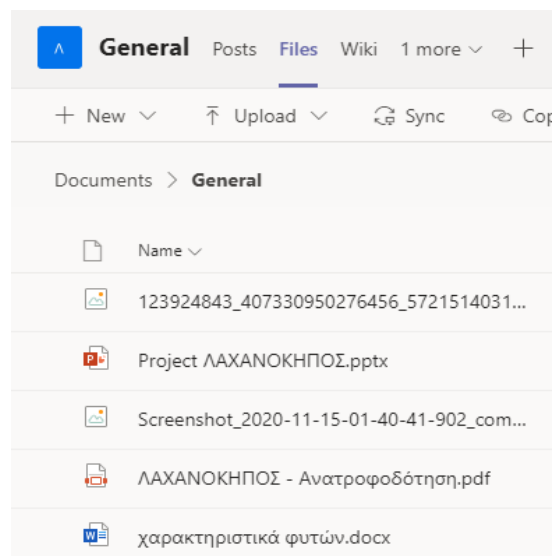 Λ General Posts Files Wiki 1 more
New Upload Sync Cop
Documents > General
Name
123924843_407330950276456_5721514031...
Project ΛΑΧΑΝΟΚΗΠΟΣ.pptx
Screenshot_2020-11-15-01-40-41-902_com...
ΛΑΧΑΝΟΚΗΠΟΣ - Ανατροφοδότηση.pdf
χαρακτηριστικά φυτών.docx